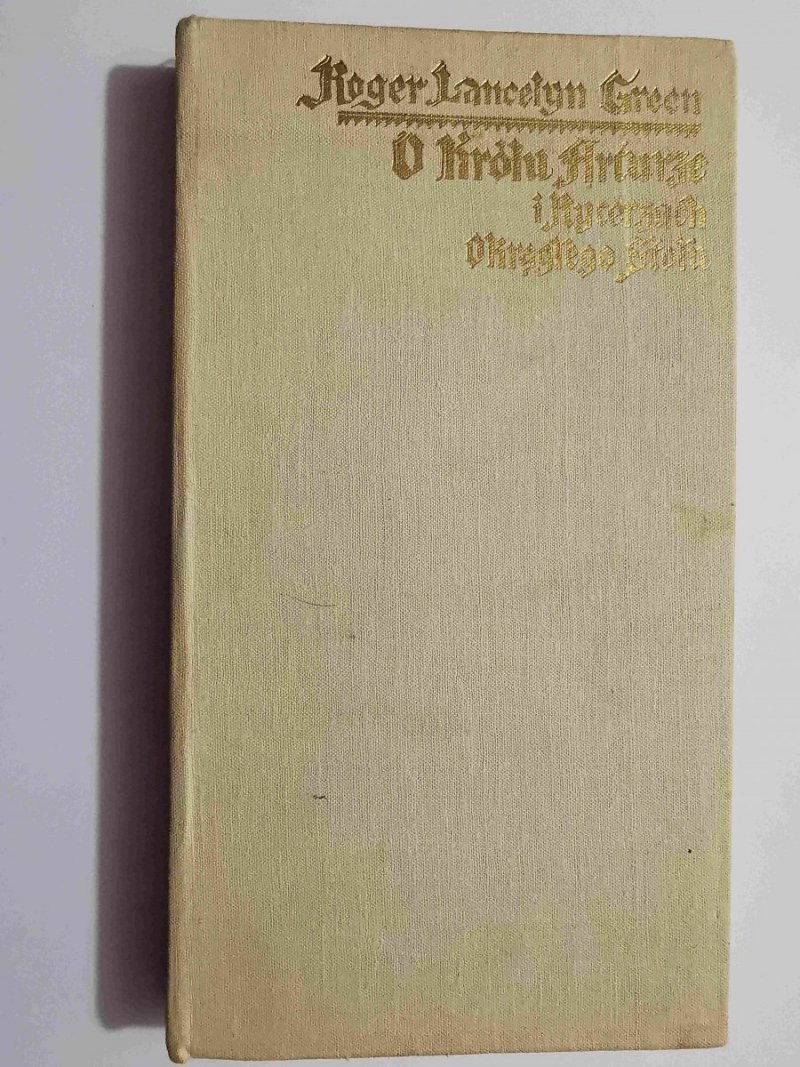 Roger Lancelyn Green
O Królu Arturze
i Rycerzach
Okrągłego Stołu